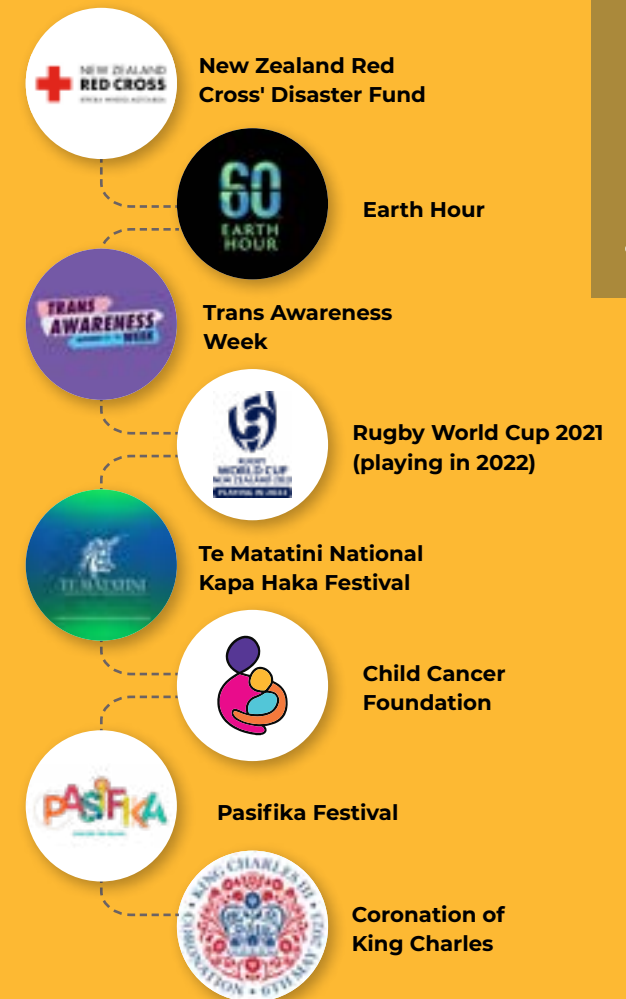 NEW ZEALAND
RED CROSS
New Zealand Red
Cross' Disaster Fund
60
EARTH
HOUR
Earth Hour
TRANS
AWARENESS
WEEK
Trans Awareness
Week
RUGBY
WORLD CUP
NEW ZEALAND 2021
PLAYING IN 2022
Rugby World Cup 2021
(playing in 2022)
TE MATATINI
Te Matatini National
Kapa Haka Festival
Child Cancer
Foundation
PASIFIKA
Pasifika Festival
KING CHARLES III
CORONATION • 6TH MAY 2023
Coronation of
King Charles